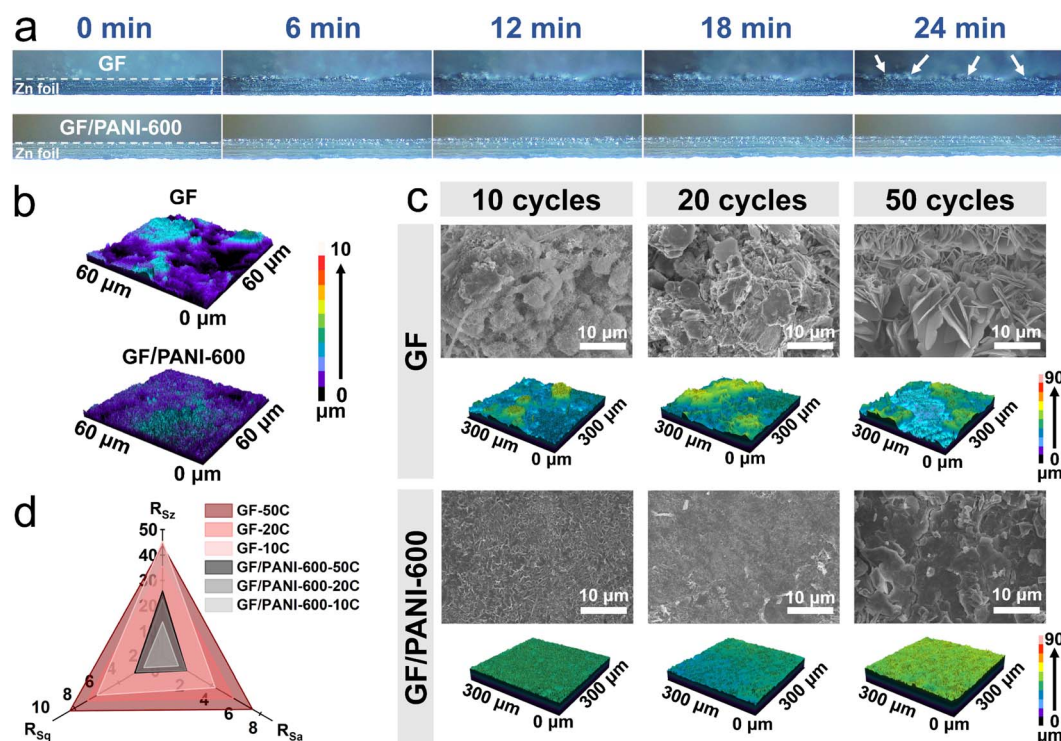 a
0 min 6 min 12 min 18 min 24 min
GF
Zn foil
GF/PANI-600
Zn foil
b
GF
60 μm
60 μm
0 μm
GF/PANI-600
60 μm
60 μm
0 μm
10
0
μm
c
10 cycles 20 cycles 50 cycles
GF
10 μm 10 μm 10 μm
300 μm 300 μm 0 μm
300 μm 300 μm 0 μm
300 μm 300 μm 0 μm
90
0
μm
GF/PANI-600
10 μm 10 μm 10 μm
300 μm 300 μm 0 μm
300 μm 300 μm 0 μm
300 μm 300 μm 0 μm
90
0
μm
d
RSz
50
40
30
20
GF-50C
GF-20C
GF-10C
GF/PANI-600-50C
GF/PANI-600-20C
GF/PANI-600-10C
10 8 6 4 2
RSq
2 4 6 8
RSa